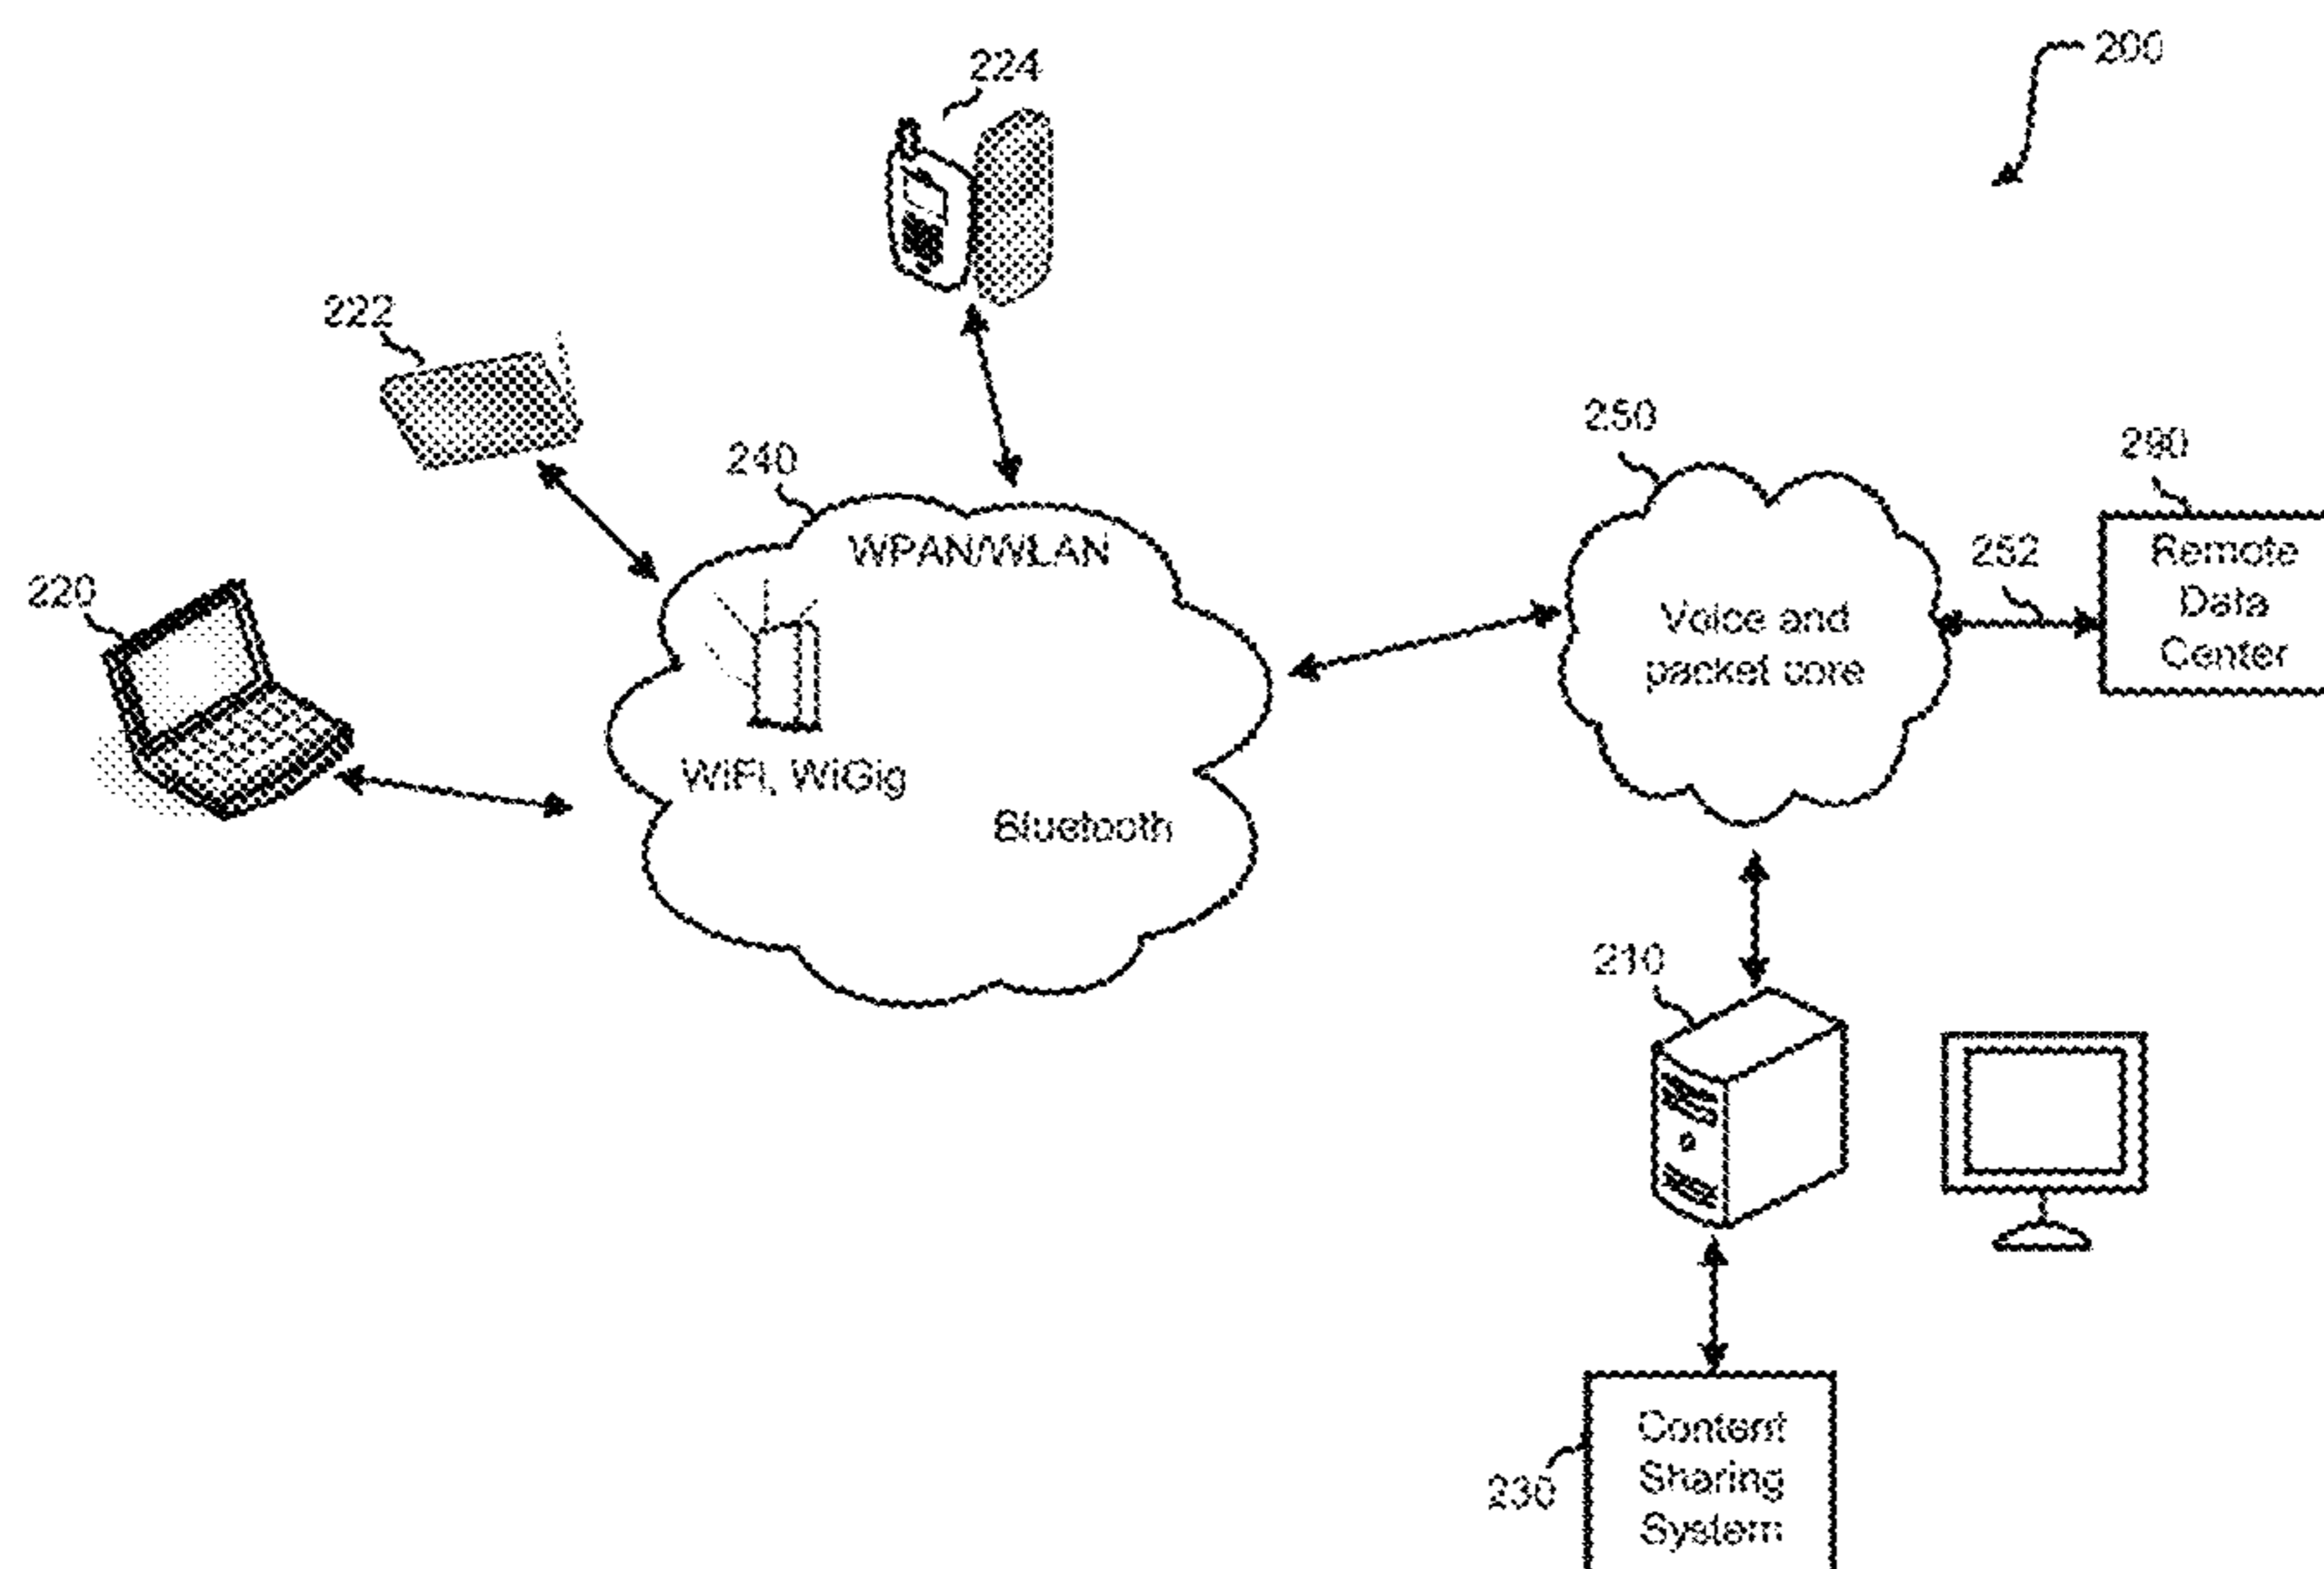 200
224
222
240
WPAN/WLAN
250
290
Remote
Data
Center
252
220
Voice and
packet core
WiFi, WiGig
Bluetooth
210
230
Content
Sharing
System